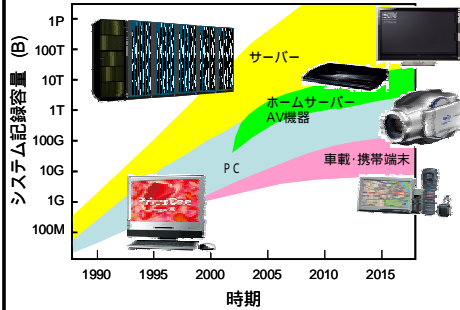 システム記録容量 (B)
1P
100T
10T
1T
100G
10G
1G
100M
サーバー
ホームサーバー
AV機器
PC
車載・携帯端末
1990
1995
2000
2005
2010
2015
時期